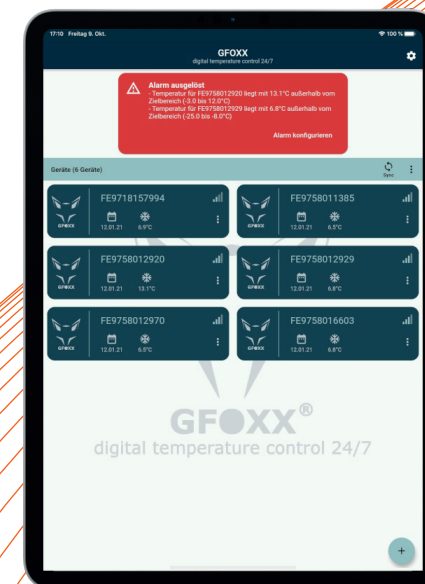 17:10 Freitag 9. Okt.
100 %
GFOXX
digital temperature control 24/7
Alarm ausgelöst
- Temperatur für FE9758012920 liegt mit 13.1°C außerhalb vom
Zielbereich (-3.0 bis 12.0°C)
- Temperatur für FE9758012929 liegt mit 6.8°C außerhalb vom
Zielbereich (-25.0 bis -8.0°C)
Alarm konfigurieren
Geräte (6 Geräte)
Sync
FE9718157994
GFOXX
12.01.21 6.9°C
FE9758011385
GFOXX
12.01.21 6.5°C
FE9758012920
GFOXX
12.01.21 13.1°C
FE9758012929
GFOXX
12.01.21 6.8°C
FE9758012970
GFOXX
12.01.21 6.5°C
FE9758016603
GFOXX
12.01.21 6.8°C
GFOXX®
digital temperature control 24/7
+